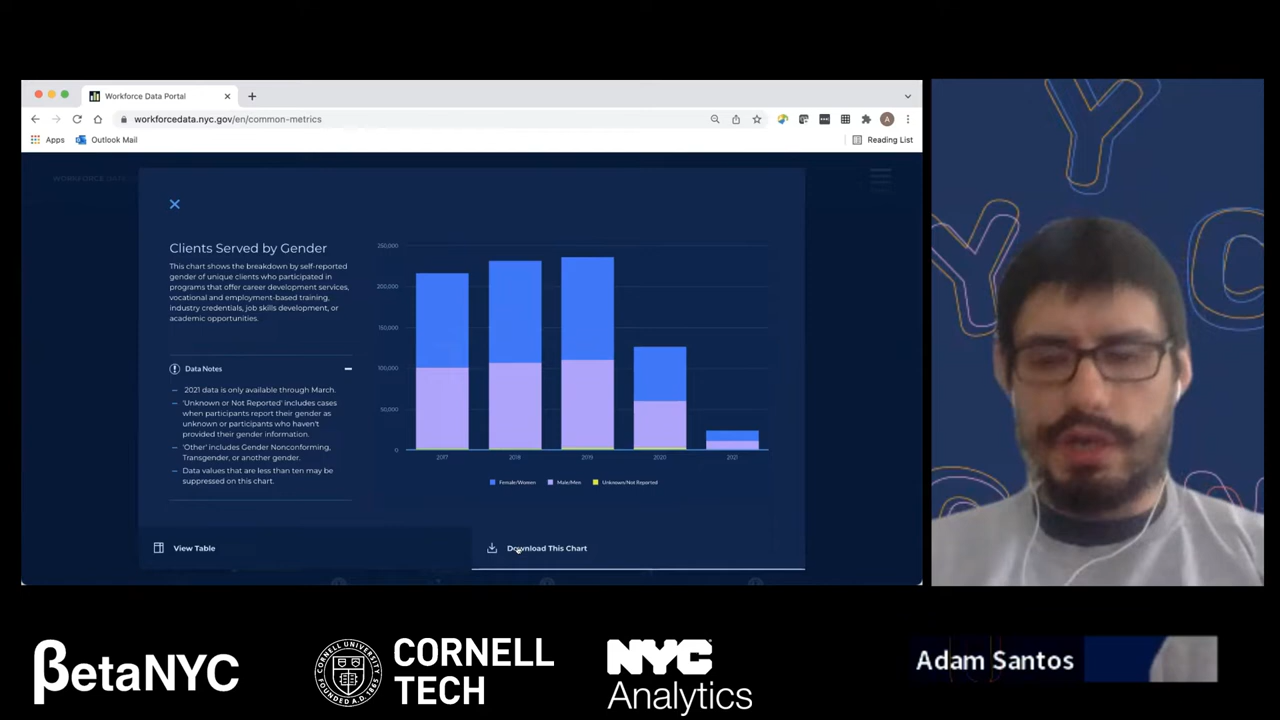 Workforce Data Portal
workforcedata.nyc.gov/en/common-metrics
A
Apps
Outlook Mail
Reading List
WORKFORCE
Clients Served by Gender
This chart shows the breakdown by self-reported
gender of unique clients who participated in
programs that offer career development services,
vocational and employment-based training,
industry credentials, job skills development, or
academic opportunities.
Data Notes
2021 data is only available through March.
'Unknown or Not Reported' includes cases
when participants report their gender as
unknown or participants who haven't
provided their gender information.
'Other' includes Gender Nonconforming,
Transgender, or another gender.
Data values that are less than ten may be
suppressed on this chart.
250,000
200,000
150,000
100,000
50,000
0
2017 2018 2019 2020 2021
Female/Women Male/Men Unknown/Not Reported
View Table
Download This Chart
Y
Y
C
βetaNYC
CORNELL UNIVERSITY
FOUNDED A.D. 1865
CORNELL
TECH
NYC
Analytics
Adam Santos